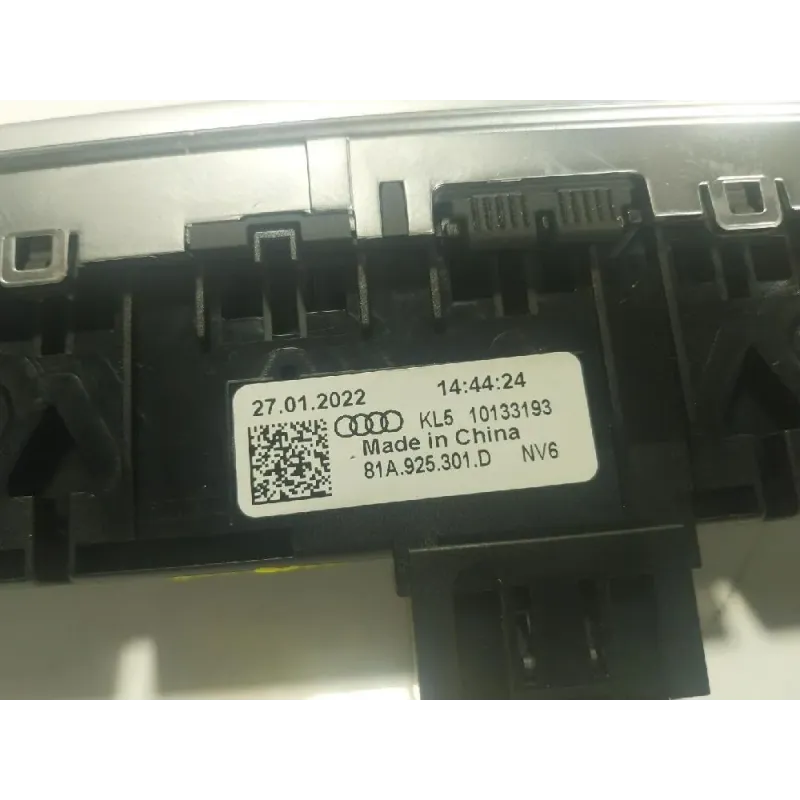 27.01.2022 14:44:24
KL5 10133193
Made in China
81A.925.301.D NV6